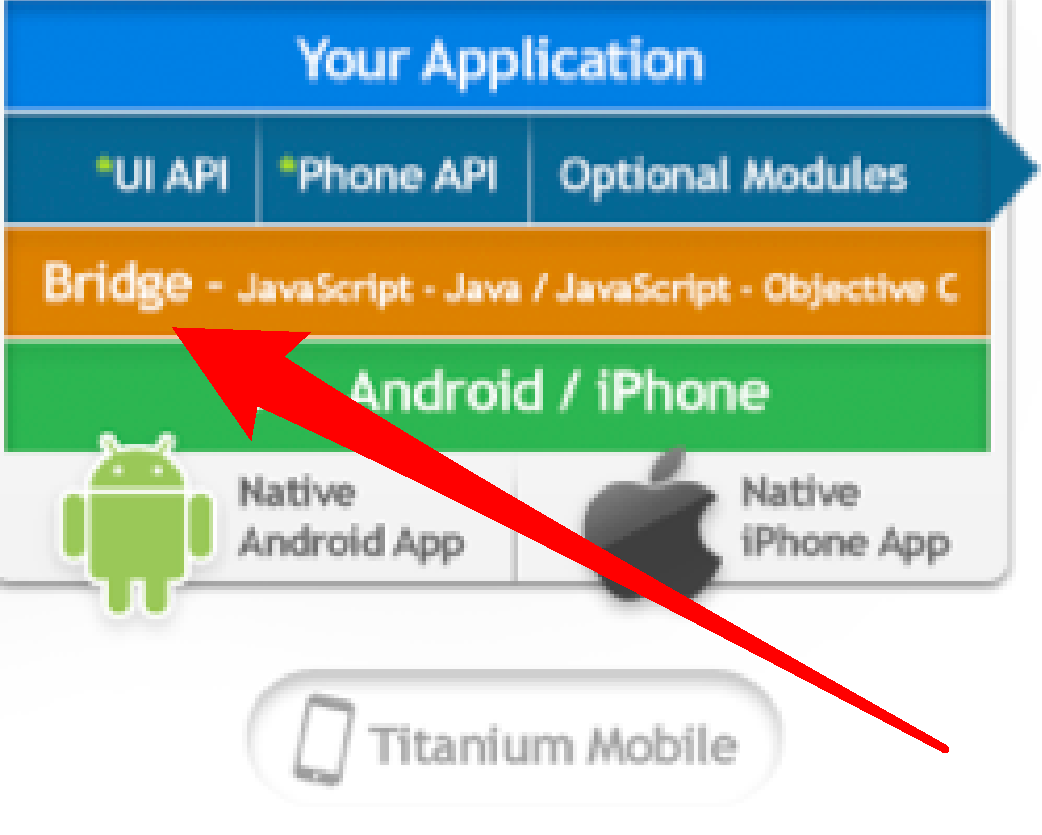 Your Application
*UI API *Phone API Optional Modules
Bridge - JavaScript - Java / JavaScript - Objective C
Android / iPhone
Native
Android App
Native
iPhone App
Titanium Mobile